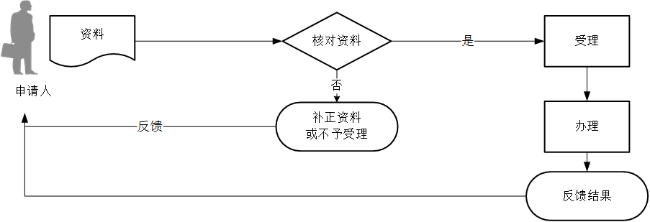 资料
核对资料
是
受理
申请人
否
补正资料
或不予受理
反馈
办理
反馈结果